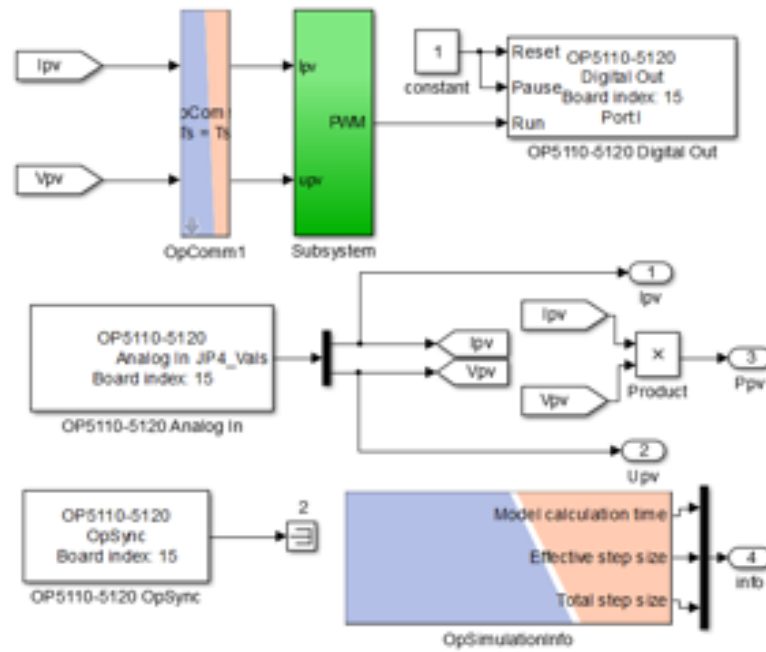 Ipv
Vpv
pCom
Ts = Ts
OpComm1
Ipv
upv
PWM
Subsystem
1
constant
Reset
Pause
Run
OP5110-5120
Digital Out
Board index: 15
Port:I
OP5110-5120 Digital Out
OP5110-5120
Analog In JP4_Vals
Board index: 15
OP5110-5120 Analog In
Ipv
Vpv
1
Ipv
Ipv
Vpv
×
Product
3
Ppv
2
Upv
OP5110-5120
OpSync
Board index: 15
OP5110-5120 OpSync
2
Model calculation time
Effective step size
Total step size
OpSimulationInfo
4
info